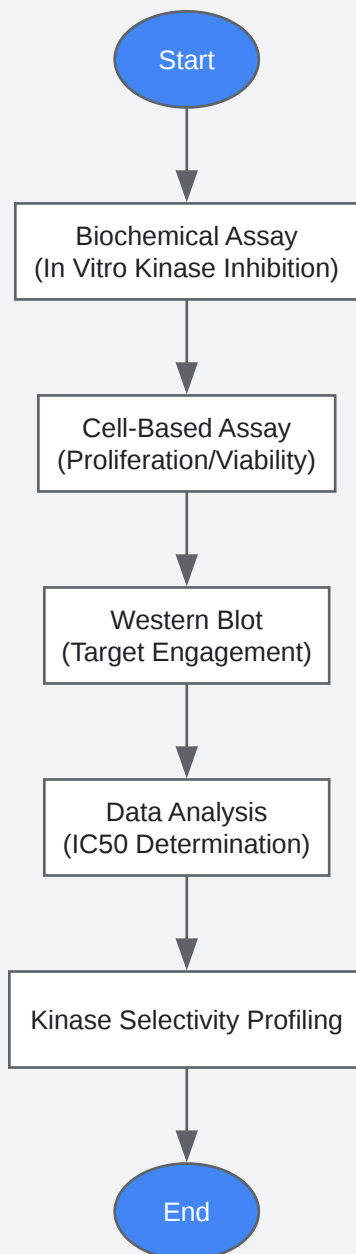 Start
Biochemical Assay
(In Vitro Kinase Inhibition)
Cell-Based Assay
(Proliferation/Viability)
Western Blot
(Target Engagement)
Data Analysis
(IC50 Determination)
Kinase Selectivity Profiling
End